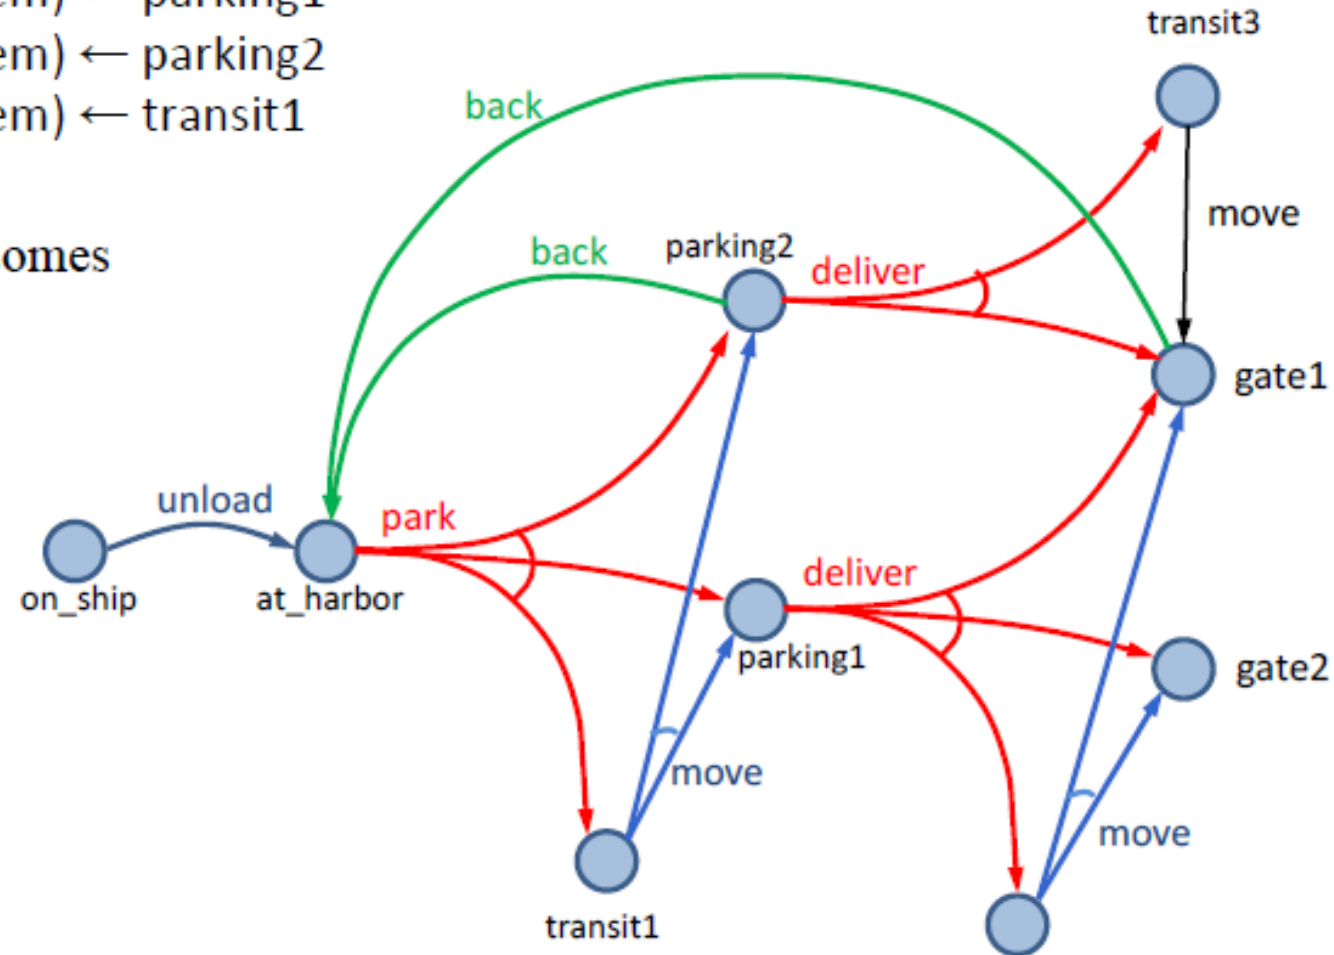 em) ← parking1
em) ← parking2
em) ← transit1
omes
transit3
back
move
back
parking2
deliver
gate1
unload
park
on_ship
at_harbor
deliver
parking1
gate2
move
move
transit1